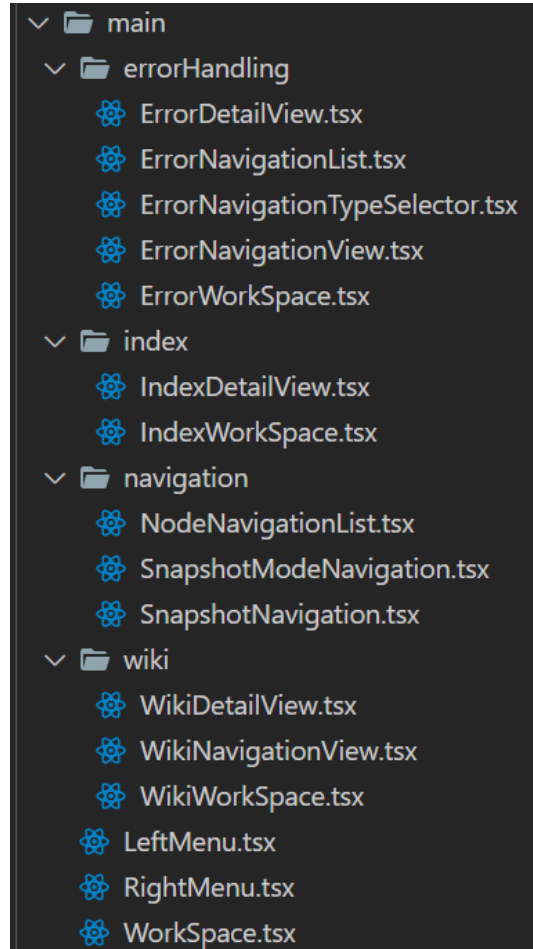 main
errorHandling
ErrorDetailView.tsx
ErrorNavigationList.tsx
ErrorNavigationTypeSelector.tsx
ErrorNavigationView.tsx
ErrorWorkSpace.tsx
index
IndexDetailView.tsx
IndexWorkSpace.tsx
navigation
NodeNavigationList.tsx
SnapshotModeNavigation.tsx
SnapshotNavigation.tsx
wiki
WikiDetailView.tsx
WikiNavigationView.tsx
WikiWorkSpace.tsx
LeftMenu.tsx
RightMenu.tsx
WorkSpace.tsx